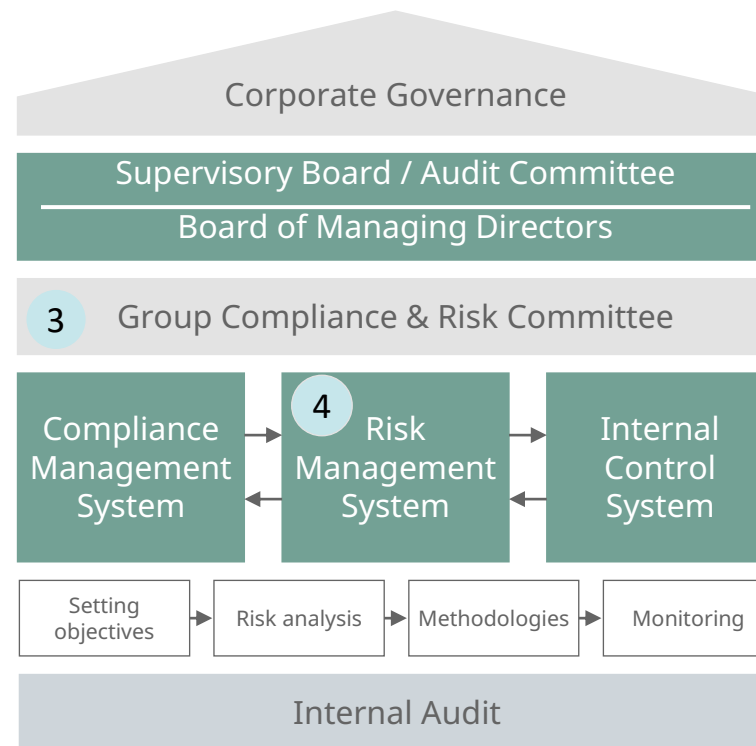 Corporate Governance
Supervisory Board / Audit Committee
Board of Managing Directors
3
Group Compliance & Risk Committee
Compliance
Management
System
4
Risk
Management
System
Internal
Control
System
Setting
objectives
Risk analysis
Methodologies
Monitoring
Internal Audit